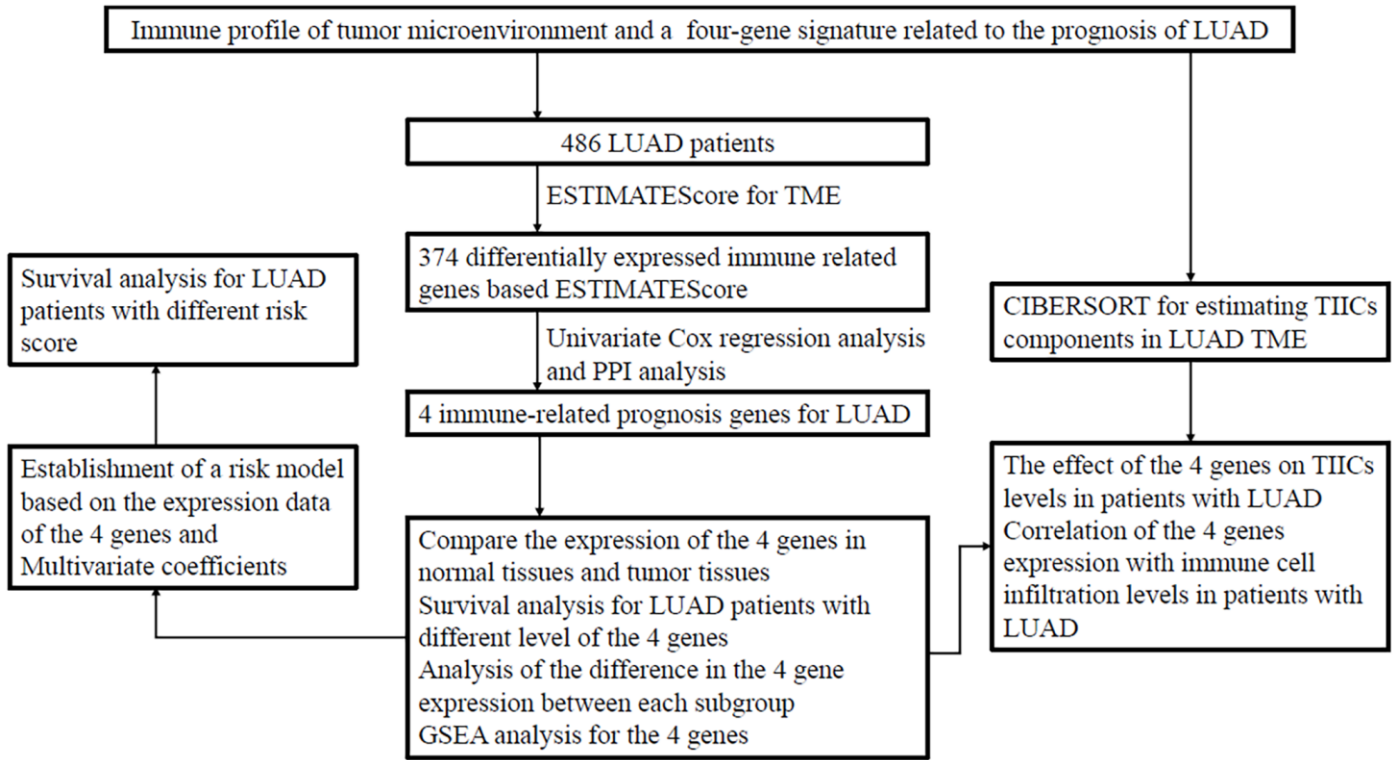 Immune profile of tumor microenvironment and a four-gene signature related to the prognosis of LUAD
486 LUAD patients
ESTIMATEScore for TME
374 differentially expressed immune related
genes based ESTIMATEScore
Univariate Cox regression analysis
and PPI analysis
4 immune-related prognosis genes for LUAD
Compare the expression of the 4 genes in
normal tissues and tumor tissues
Survival analysis for LUAD patients with
different level of the 4 genes
Analysis of the difference in the 4 gene
expression between each subgroup
GSEA analysis for the 4 genes
Survival analysis for LUAD
patients with different risk
score
Establishment of a risk model
based on the expression data
of the 4 genes and
Multivariate coefficients
CIBERSORT for estimating TIICs
components in LUAD TME
The effect of the 4 genes on TIICs
levels in patients with LUAD
Correlation of the 4 genes
expression with immune cell
infiltration levels in patients with
LUAD